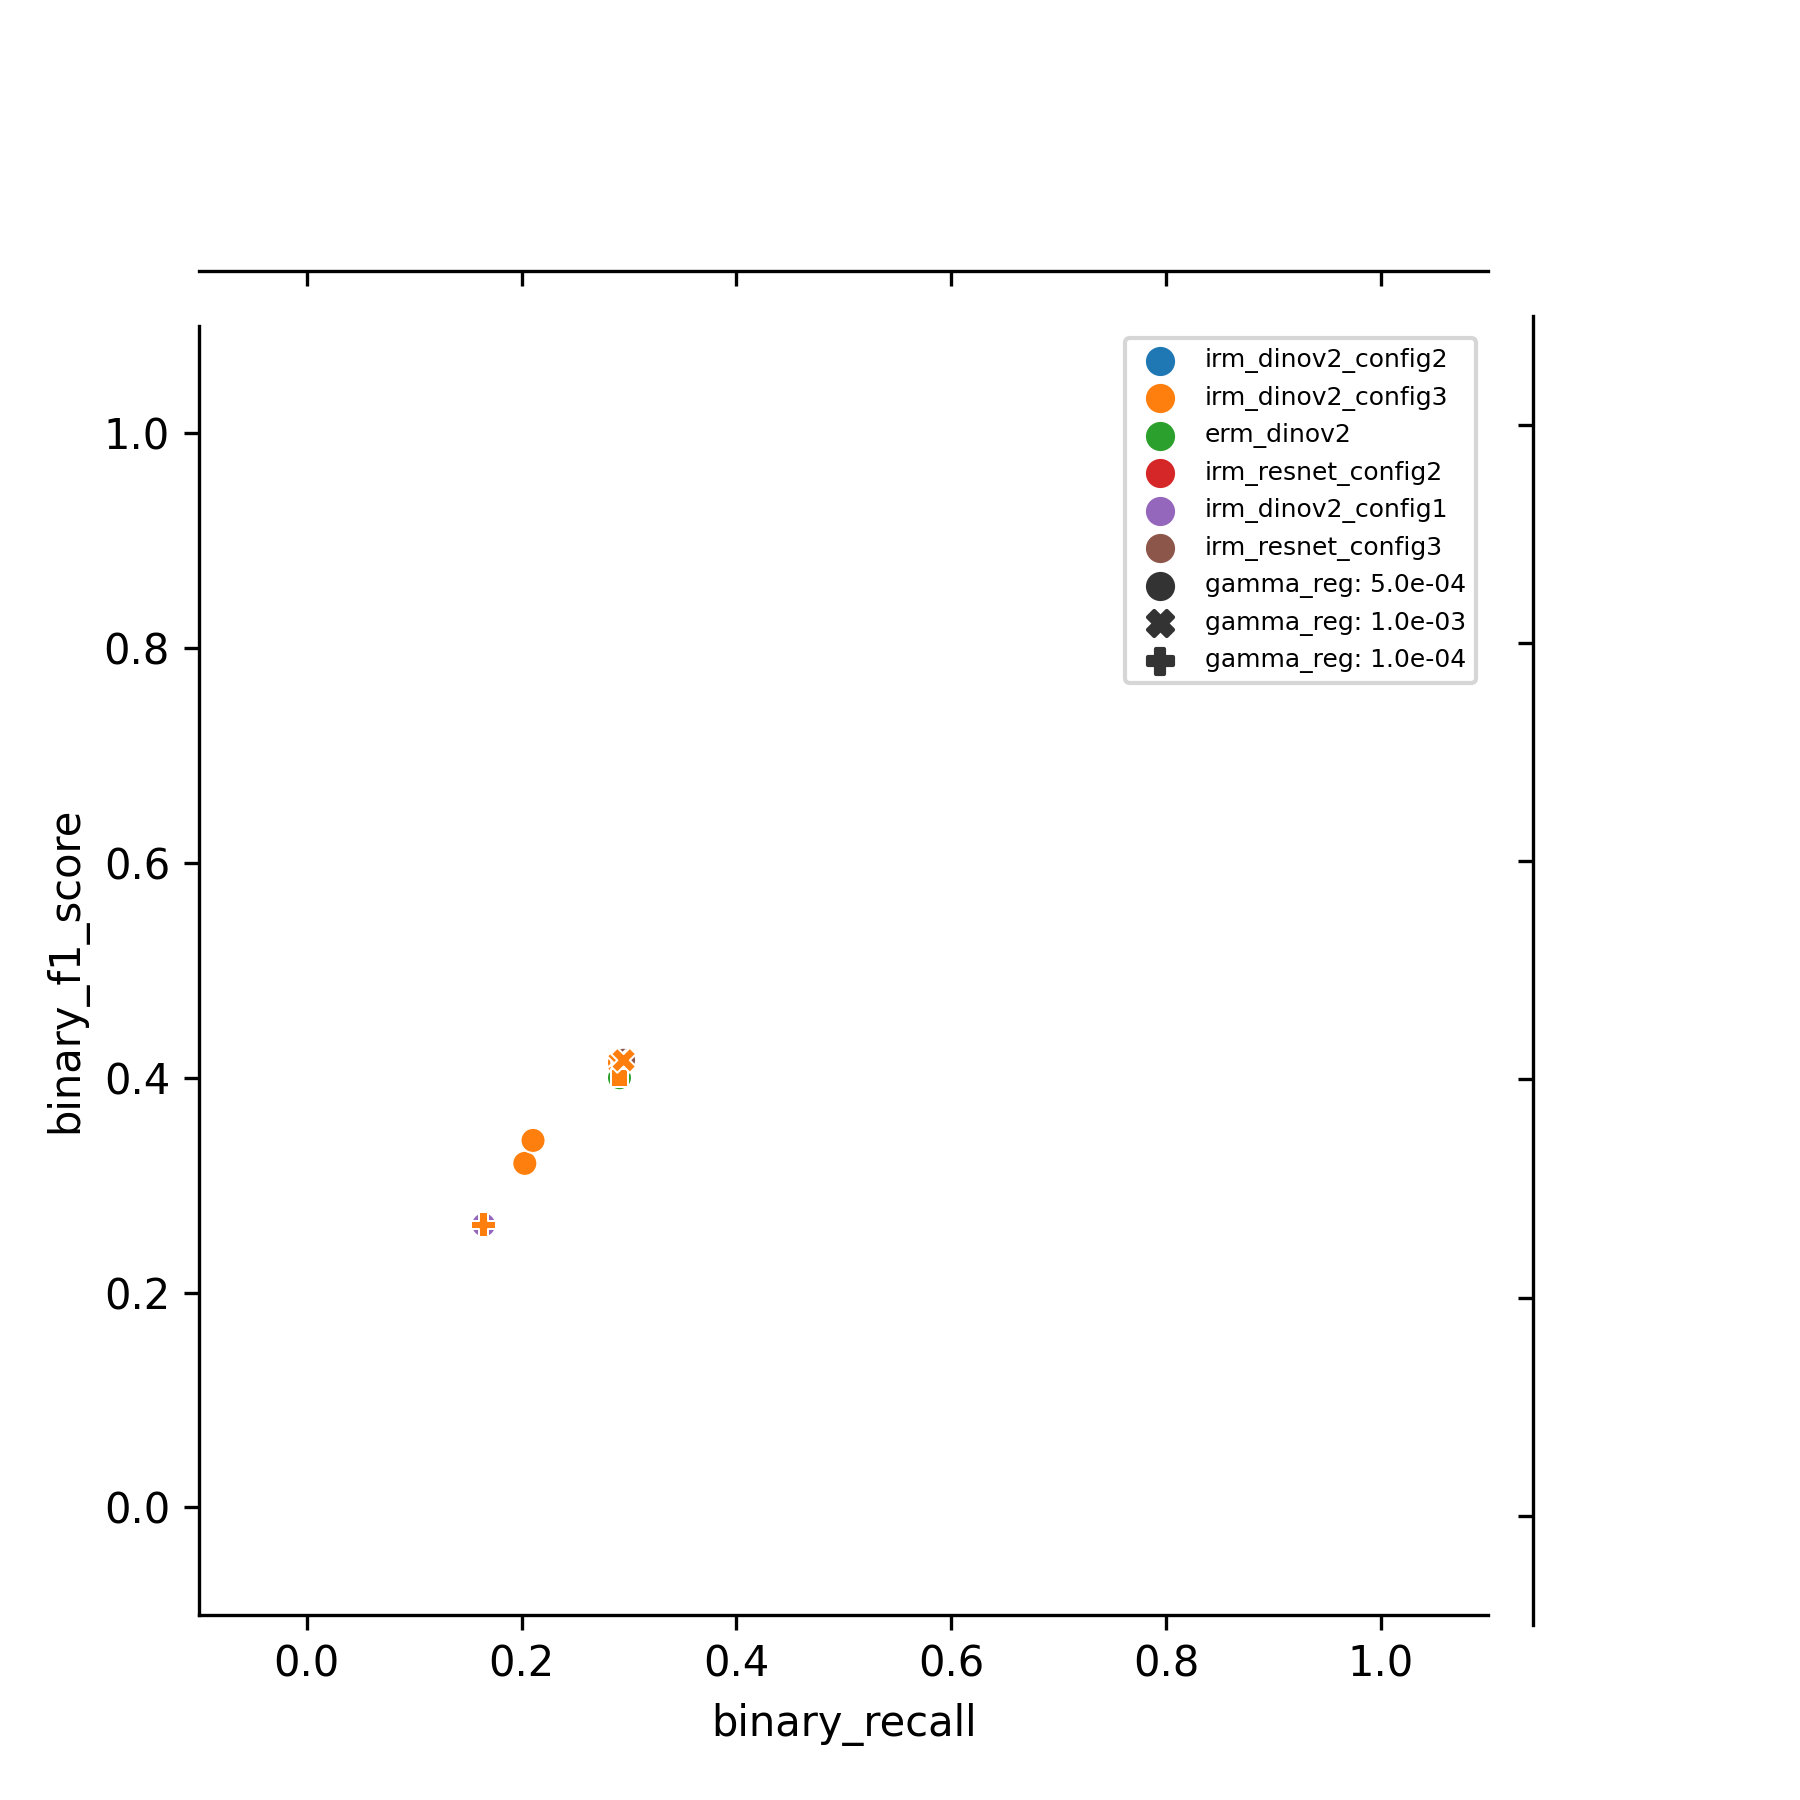 irm_dinov2_config2
irm_dinov2_config3
erm_dinov2
irm_resnet_config2
irm_dinov2_config1
irm_resnet_config3
gamma_reg: 5.0e-04
gamma_reg: 1.0e-03
gamma_reg: 1.0e-04
1.0
0.8
0.6
0.4
0.2
0.0
binary_f1_score
0.0 0.2 0.4 0.6 0.8 1.0
binary_recall